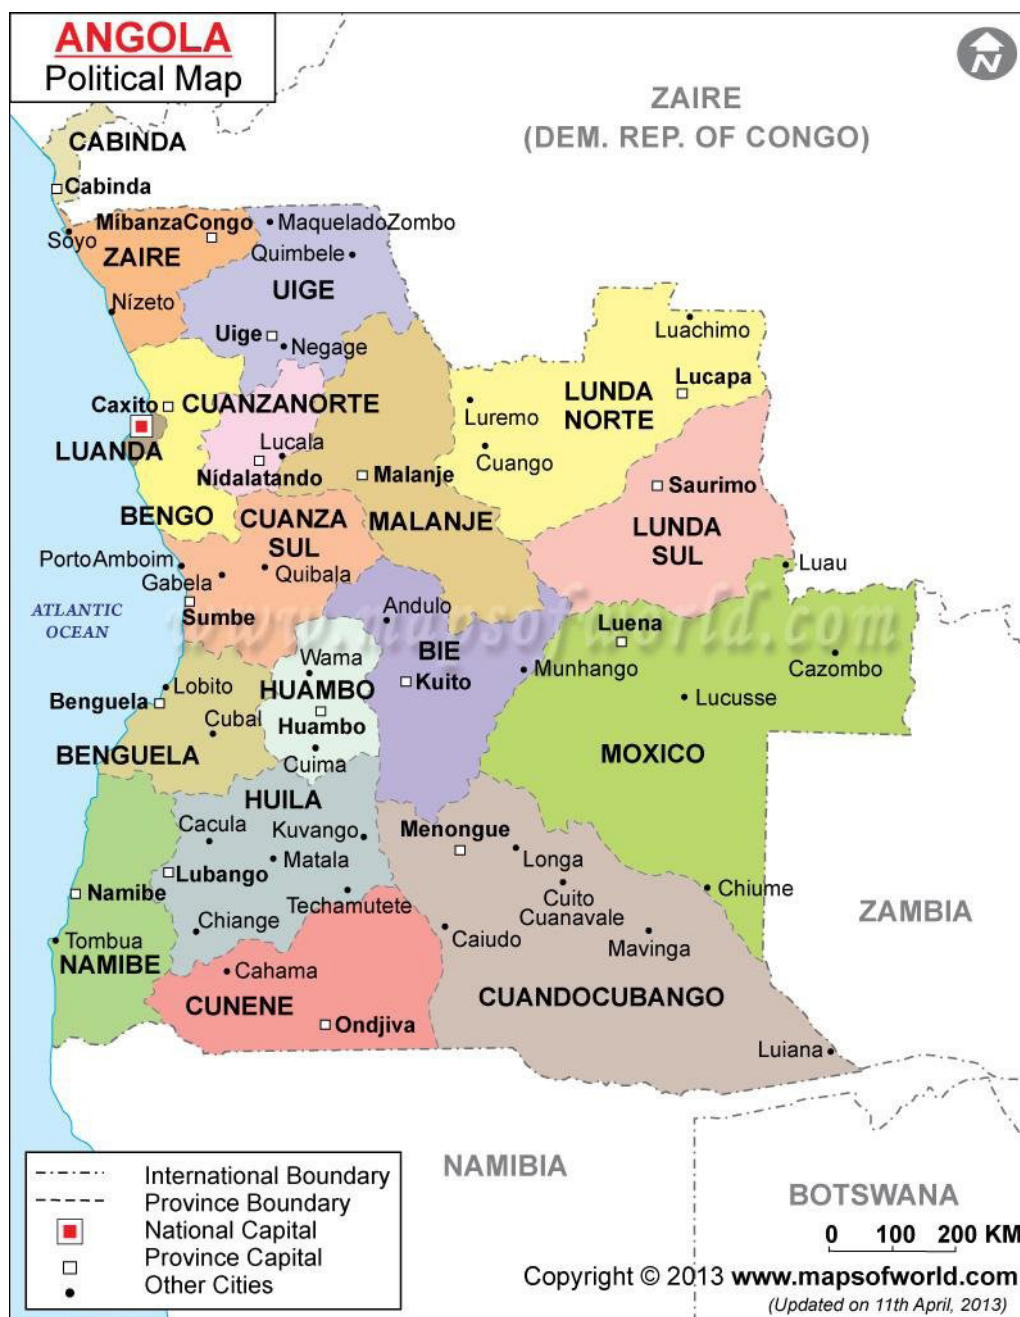 ANGOLA
Political Map
N
ZAIRE
(DEM. REP. OF CONGO)
CABINDA
Cabinda
MibanzaCongo
MaqueladoZombo
Soyo
Quimbele
ZAIRE
UIGE
Nízeto
Luachimo
Uige
Negage
Lucapa
LUNDA
NORTE
Caxito
CUANZANORTE
Luremo
LUANDA
Lucala
Cuango
Nídalatando
Malanje
Saurimo
BENGO
CUANZA
SUL
MALANJE
LUNDA
SUL
PortoAmboim
Gabela
Quibala
Luau
ATLANTIC
OCEAN
Sumbe
Andulo
www.mapsofworld.com
Luena
BIE
Wama
Munhango
Cazombo
Lobito
HUAMBO
Kuito
Benguela
Lucusse
Cubal
Huambo
BENGUELA
Cuima
MOXICO
HUILA
Cacula
Kuvango
Menongue
Matala
Longa
Lubango
Namibe
Techamutete
Cuito
Cuanavale
Chiume
Chiange
Caiudo
Mavinga
ZAMBIA
Tombua
NAMIBE
Cahama
CUNENE
CUANDOCUBANGO
Ondjiva
Luiana
NAMIBIA
BOTSWANA
International Boundary
Province Boundary
National Capital
Province Capital
Other Cities
0 100 200 KM
Copyright © 2013 www.mapsofworld.com
(Updated on 11th April, 2013)